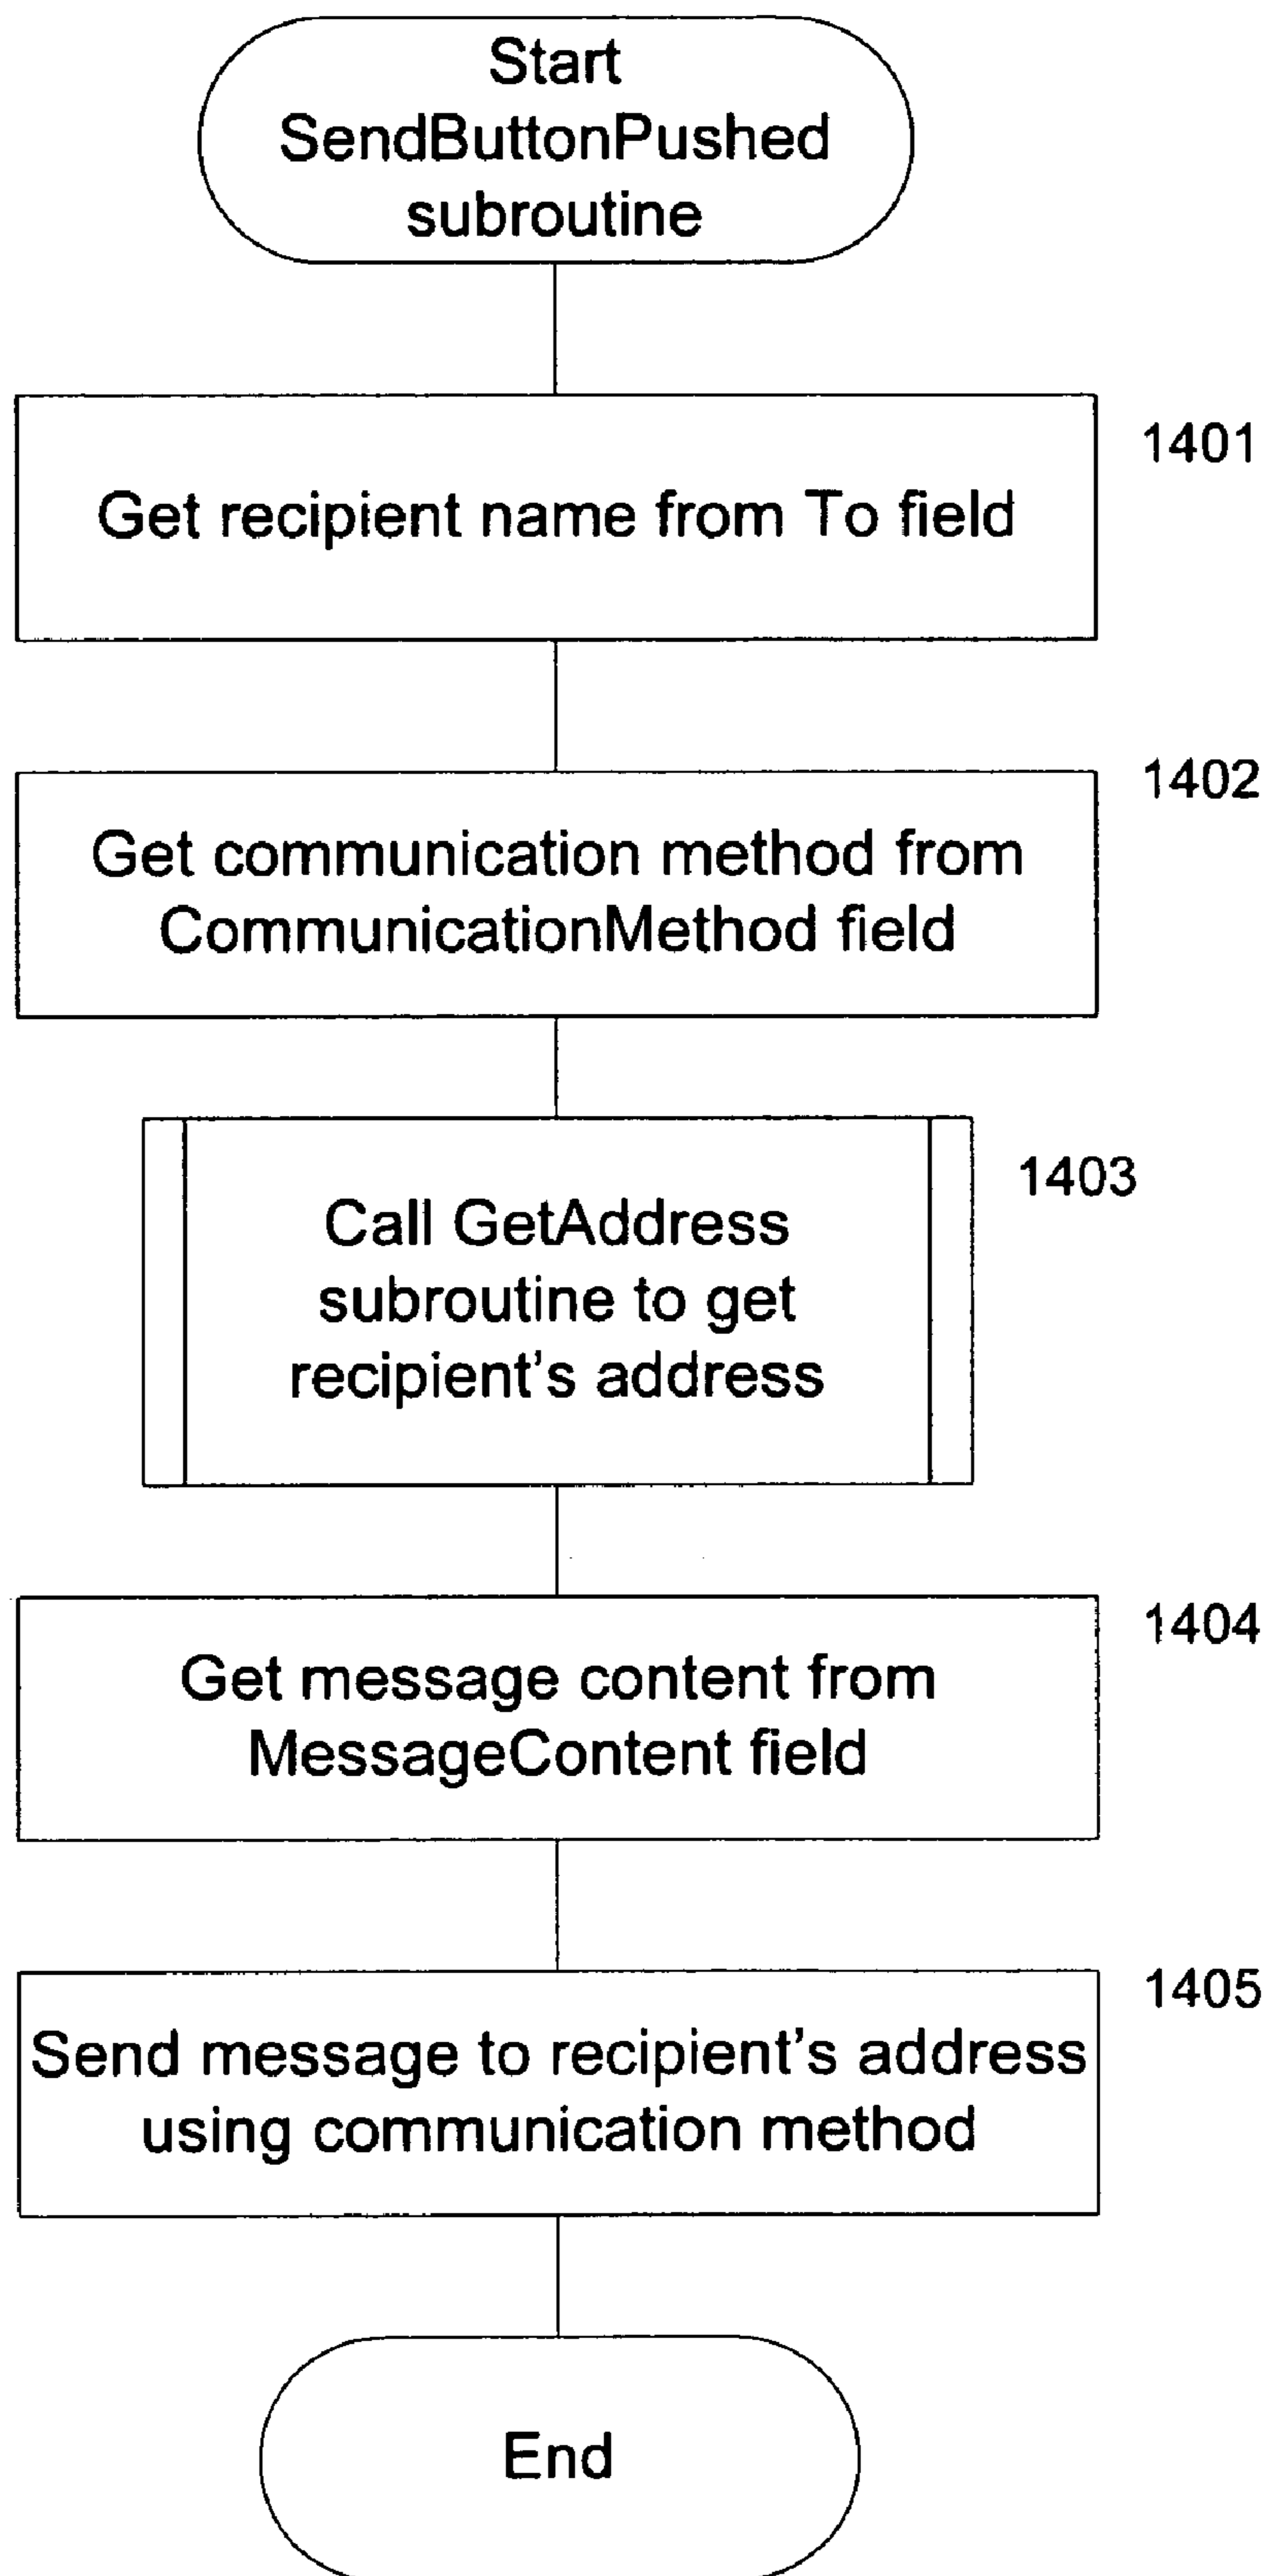 Start
SendButtonPushed
subroutine
1401
Get recipient name from To field
1402
Get communication method from
CommunicationMethod field
1403
Call GetAddress
subroutine to get
recipient's address
1404
Get message content from
MessageContent field
1405
Send message to recipient's address
using communication method
End